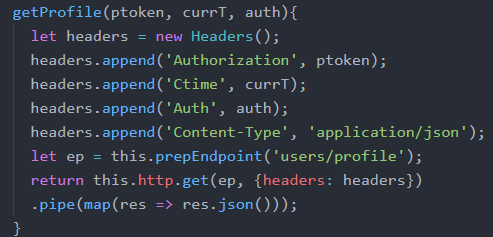 getProfile(ptoken, currT, auth){
let headers = new Headers();
headers.append('Authorization', ptoken);
headers.append('Ctime', currT);
headers.append('Auth', auth);
headers.append('Content-Type', 'application/json');
let ep = this.prepEndpoint('users/profile');
return this.http.get(ep, {headers: headers})
.pipe(map(res => res.json()));
}